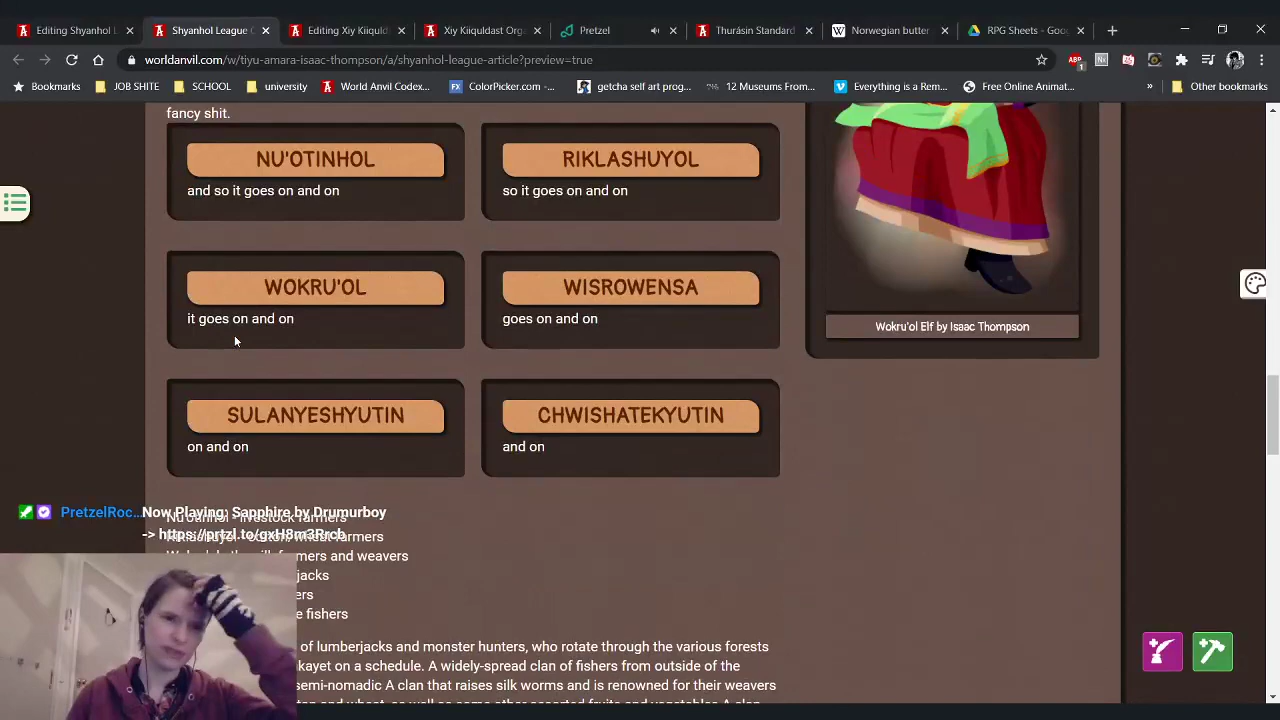 Editing Shyanhol L
Shyanhol League C
Editing Xiy Kiiquld
Xiy Kiiquldast Orga
Pretzel
Thurásin Standard
Norwegian butter
RPG Sheets - Goo
worldanvil.com/w/tiyu-amara-isaac-thompson/a/shyanhol-league-article?preview=true
Bookmarks
JOB SHITE
SCHOOL
university
World Anvil Codex...
ColorPicker.com -...
getcha self art prog...
12 Museums From...
Everything is a Rem...
Free Online Animat...
Other bookmarks
fancy shit.
NU'OTINHOL
RIKLASHUYOL
and so it goes on and on
so it goes on and on
WOKRU'OL
WISROWENSA
it goes on and on
goes on and on
Wokru'ol Elf by Isaac Thompson
SULANYESHYUTIN
CHWISHATEKYUTIN
on and on
and on
PretzelRoc...
Now Playing: Sapphire by Drumurboy
livestock farmers
-> https://prtzl.to/gxH8m3Rrcb
wheat farmers
farmers and weavers
jacks
ers
e fishers
of lumberjacks and monster hunters, who rotate through the various forests
kayet on a schedule. A widely-spread clan of fishers from outside of the
semi-nomadic A clan that raises silk worms and is renowned for their weavers